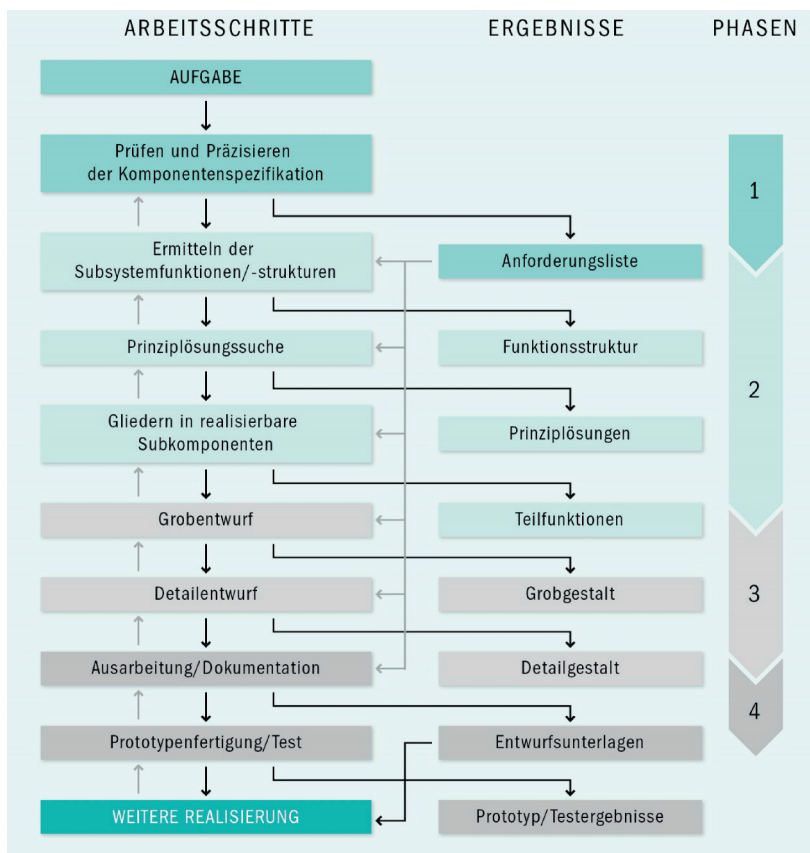 ARBEITSSCHRITTE
ERGEBNISSE
PHASEN
AUFGABE
Prüfen und Präzisieren
der Komponentenspezifikation
1
Ermitteln der
Subsystemfunktionen/-strukturen
Anforderungsliste
Prinziplösungssuche
Funktionsstruktur
2
Gliedern in realisierbare
Subkomponenten
Prinziplösungen
Grobentwurf
Teilfunktionen
Detailentwurf
Grobgestalt
3
Ausarbeitung/Dokumentation
Detailgestalt
4
Prototypenfertigung/Test
Entwurfsunterlagen
WEITERE REALISIERUNG
Prototyp/Testergebnisse